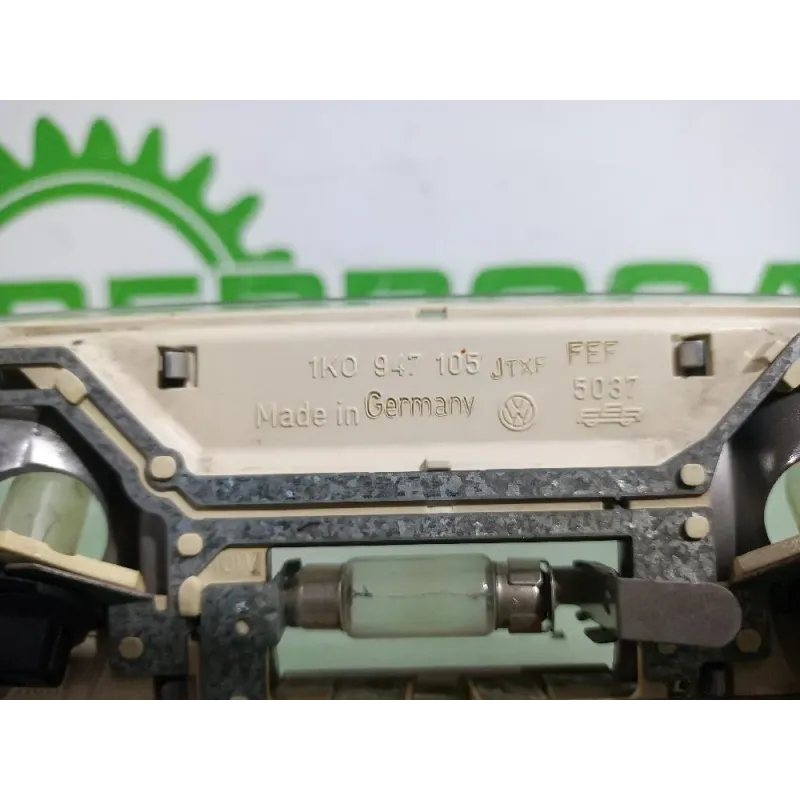 1K0 947 105 JTXF FEF
Made in Germany 5037